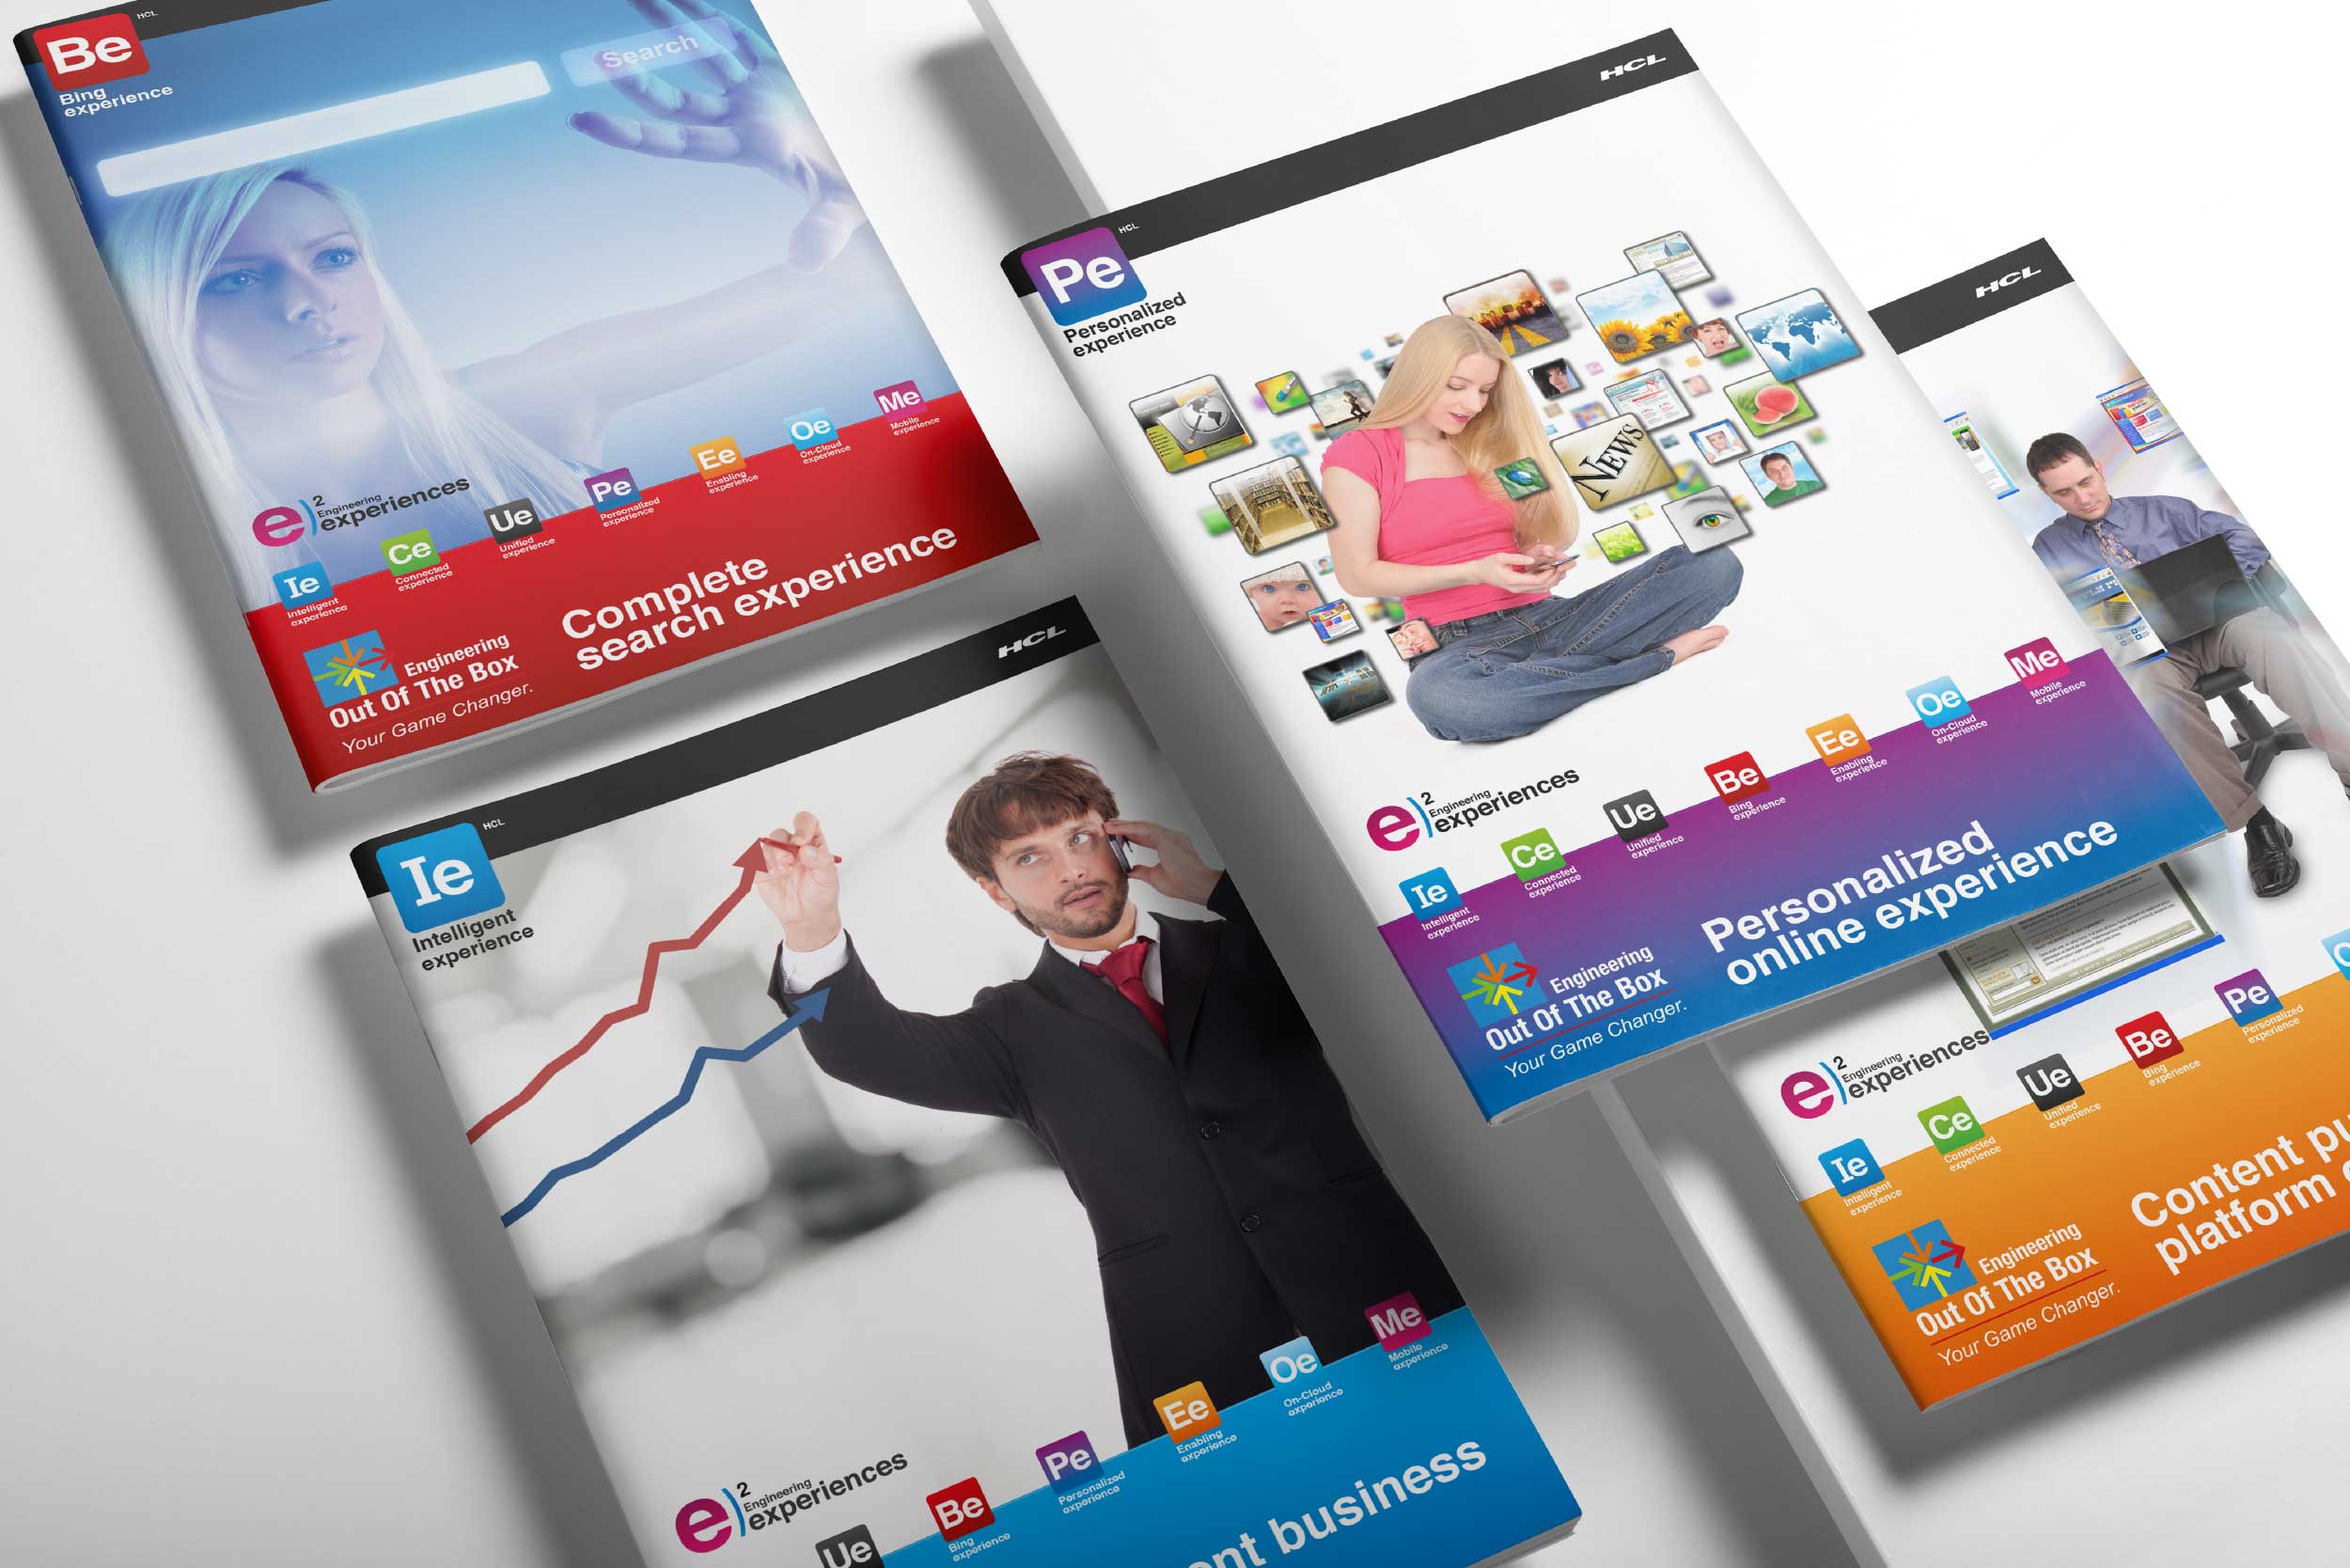 Be
HCL
Bing
experience
Search
e)2 Engineering
experiences
Ie
Intelligent
experience
Ce
Connected
experience
Ue
Unified
experience
Pe
Personalized
experience
Ee
Enabling
experience
Oe
On-Cloud
experience
Me
Mobile
experience
Engineering
Out Of The Box
Your Game Changer.
Complete
search experience
HCL
Pe
HCL
Personalized
experience
NEWS
e)2 Engineering
experiences
Ie
Intelligent
experience
Ce
Connected
experience
Ue
Unified
experience
Be
Bing
experience
Ee
Enabling
experience
Oe
On-Cloud
experience
Me
Mobile
experience
Engineering
Out Of The Box
Your Game Changer.
Personalized
online experience
HCL
Ie
HCL
Intelligent
experience
e)2 Engineering
experiences
Ue
Be
Bing
experience
Pe
Personalized
experience
Ee
Enabling
experience
Oe
On-Cloud
experience
Me
Mobile
experience
business
HCL
e)2 Engineering
experiences
Ie
Intelligent
experience
Ce
Connected
experience
Ue
Unified
experience
Be
Bing
experience
Pe
Personalized
experience
Engineering
Out Of The Box
Your Game Changer.
Content
platform